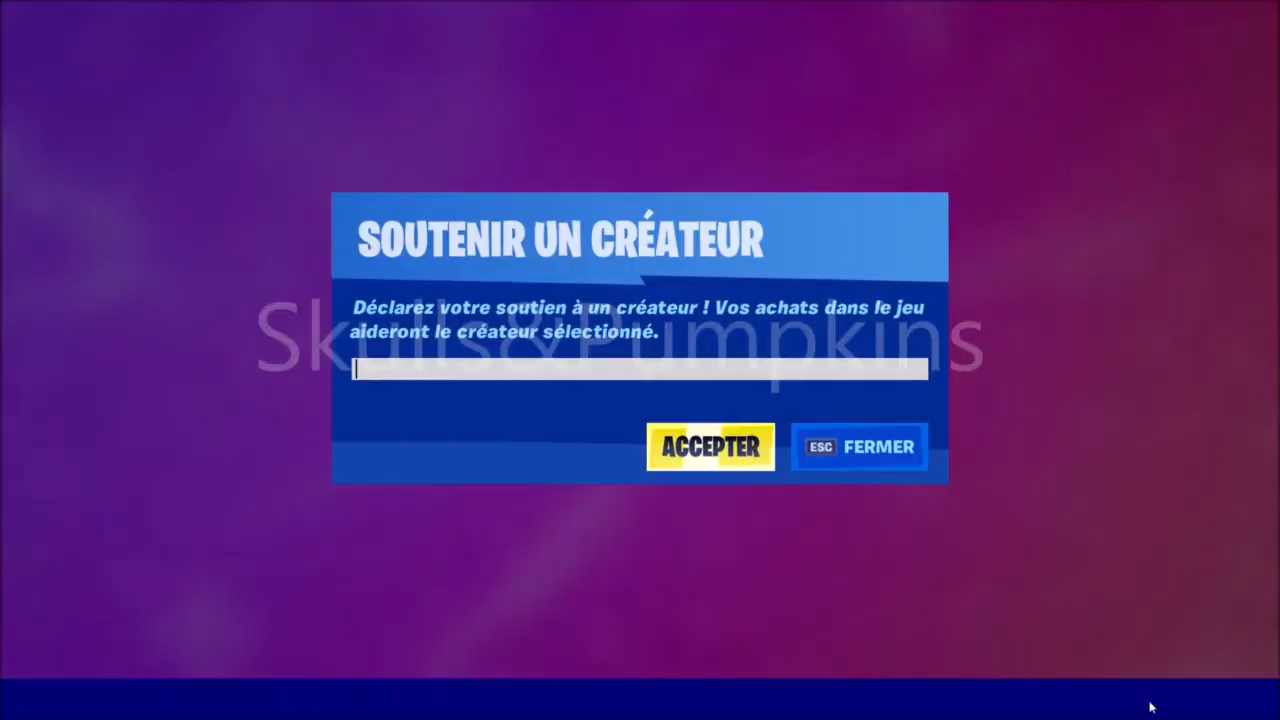 SOUTENIR UN CRÉATEUR
Déclarez votre soutien à un créateur ! Vos achats dans le jeu
aideront le créateur sélectionné.
Skulls&Pumpkins
ACCEPTER
ESC FERMER